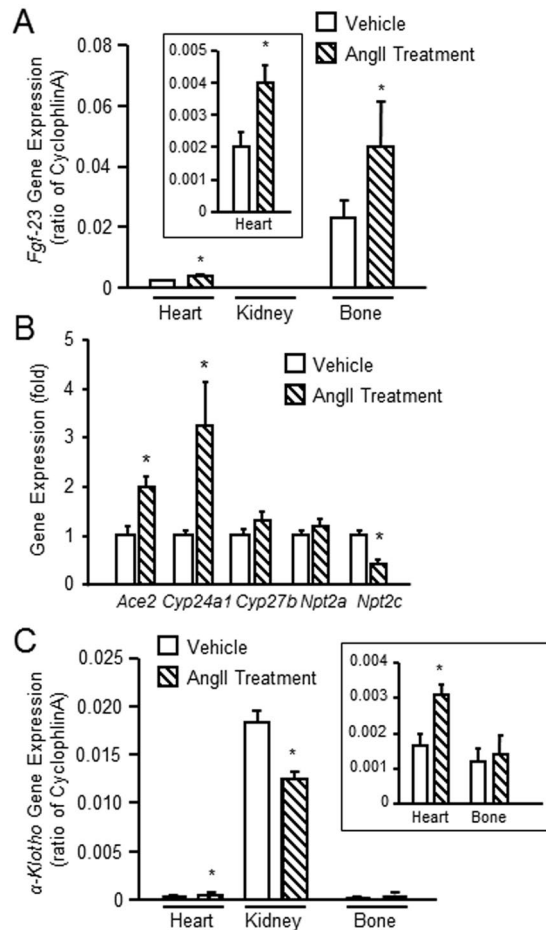 A
Vehicle
AngII Treatment
Fgf-23 Gene Expression
(ratio of CyclophlinA)
0.08
0.06
0.04
0.02
0
0.005
0.004
0.003
0.002
0.001
0
Heart
*
*
*
Heart Kidney Bone
B
Vehicle
AngII Treatment
Gene Expression (fold)
5
4
3
2
1
0
*
*
*
Ace2 Cyp24a1 Cyp27b Npt2a Npt2c
C
Vehicle
AngII Treatment
α-Klotho Gene Expression
(ratio of CyclophlinA)
0.025
0.020
0.015
0.010
0.005
0
0.004
0.003
0.002
0.001
0
*
Heart Bone
*
*
Heart Kidney Bone